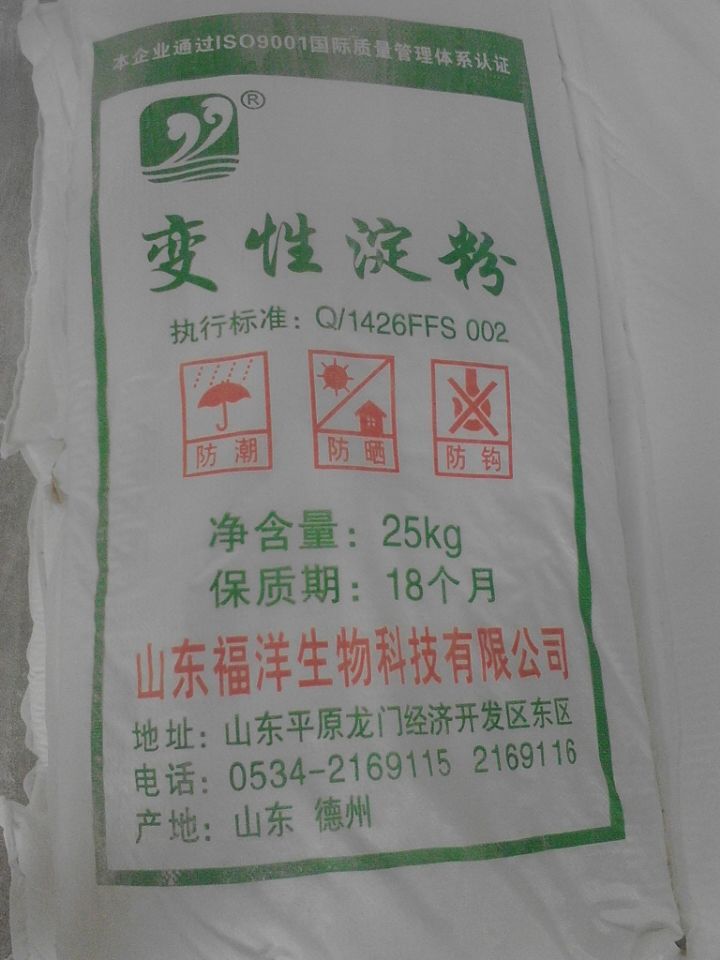 本企业通过ISO9001国际质量管理体系认证
®
变性淀粉
执行标准：Q/1426FFS 002
防潮 防晒 防钩
净含量：25kg
保质期：18个月
山东福洋生物科技有限公司
地址：山东平原龙门经济开发区东区
电话：0534-2169115 2169116
产地：山东 德州